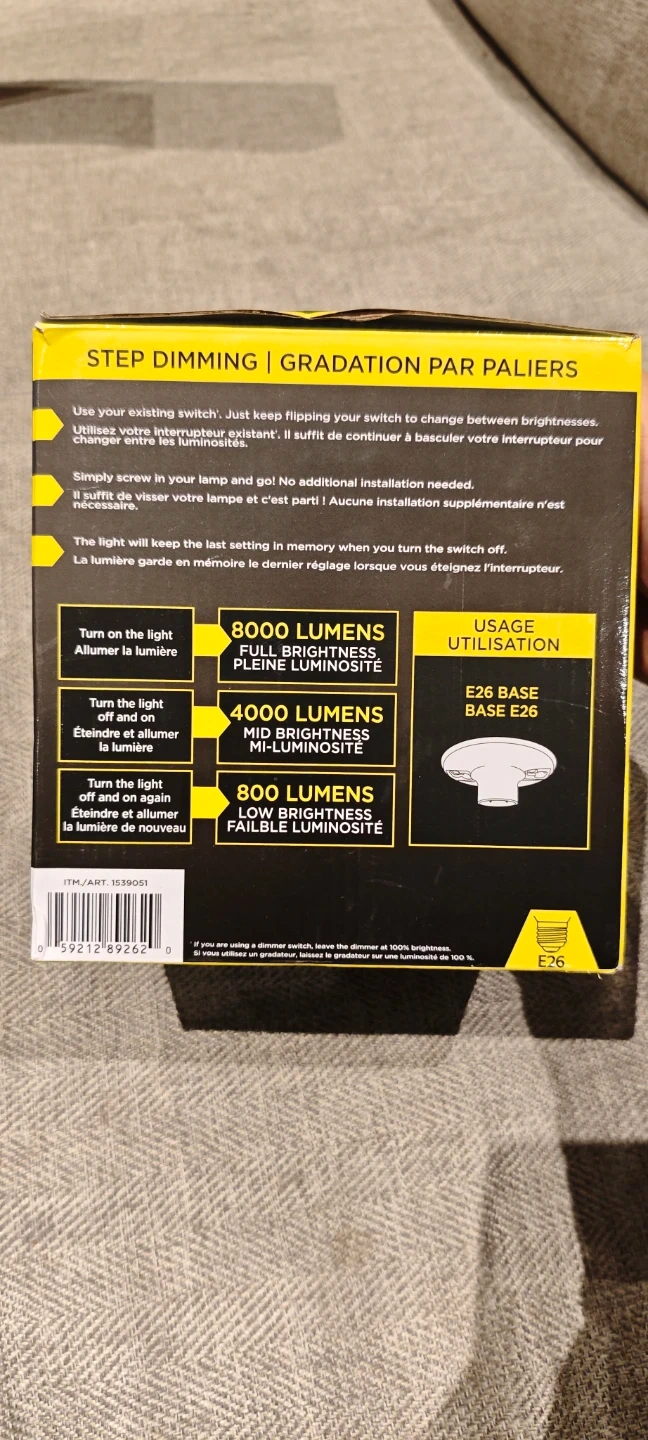 STEP DIMMING | GRADATION PAR PALIERS
Use your existing switch¹. Just keep flipping your switch to change between brightnesses.
Utilisez votre interrupteur existant¹. Il suffit de continuer à basculer votre interrupteur pour
changer entre les luminosités.
Simply screw in your lamp and go! No additional installation needed.
Il suffit de visser votre lampe et c'est parti ! Aucune installation supplémentaire n'est
nécessaire.
The light will keep the last setting in memory when you turn the switch off.
La lumière garde en mémoire le dernier réglage lorsque vous éteignez l'interrupteur.
Turn on the light
Allumer la lumière
8000 LUMENS
FULL BRIGHTNESS
PLEINE LUMINOSITÉ
Turn the light
off and on
Éteindre et allumer
la lumière
4000 LUMENS
MID BRIGHTNESS
MI-LUMINOSITÉ
Turn the light
off and on again
Éteindre et allumer
la lumière de nouveau
800 LUMENS
LOW BRIGHTNESS
FAILBLE LUMINOSITÉ
USAGE
UTILISATION
E26 BASE
BASE E26
ITM./ART. 1539051
0 59212 89262 0
¹ If you are using a dimmer switch, leave the dimmer at 100% brightness.
Si vous utilisez un gradateur, laissez le gradateur sur une luminosité de 100 %.
E26